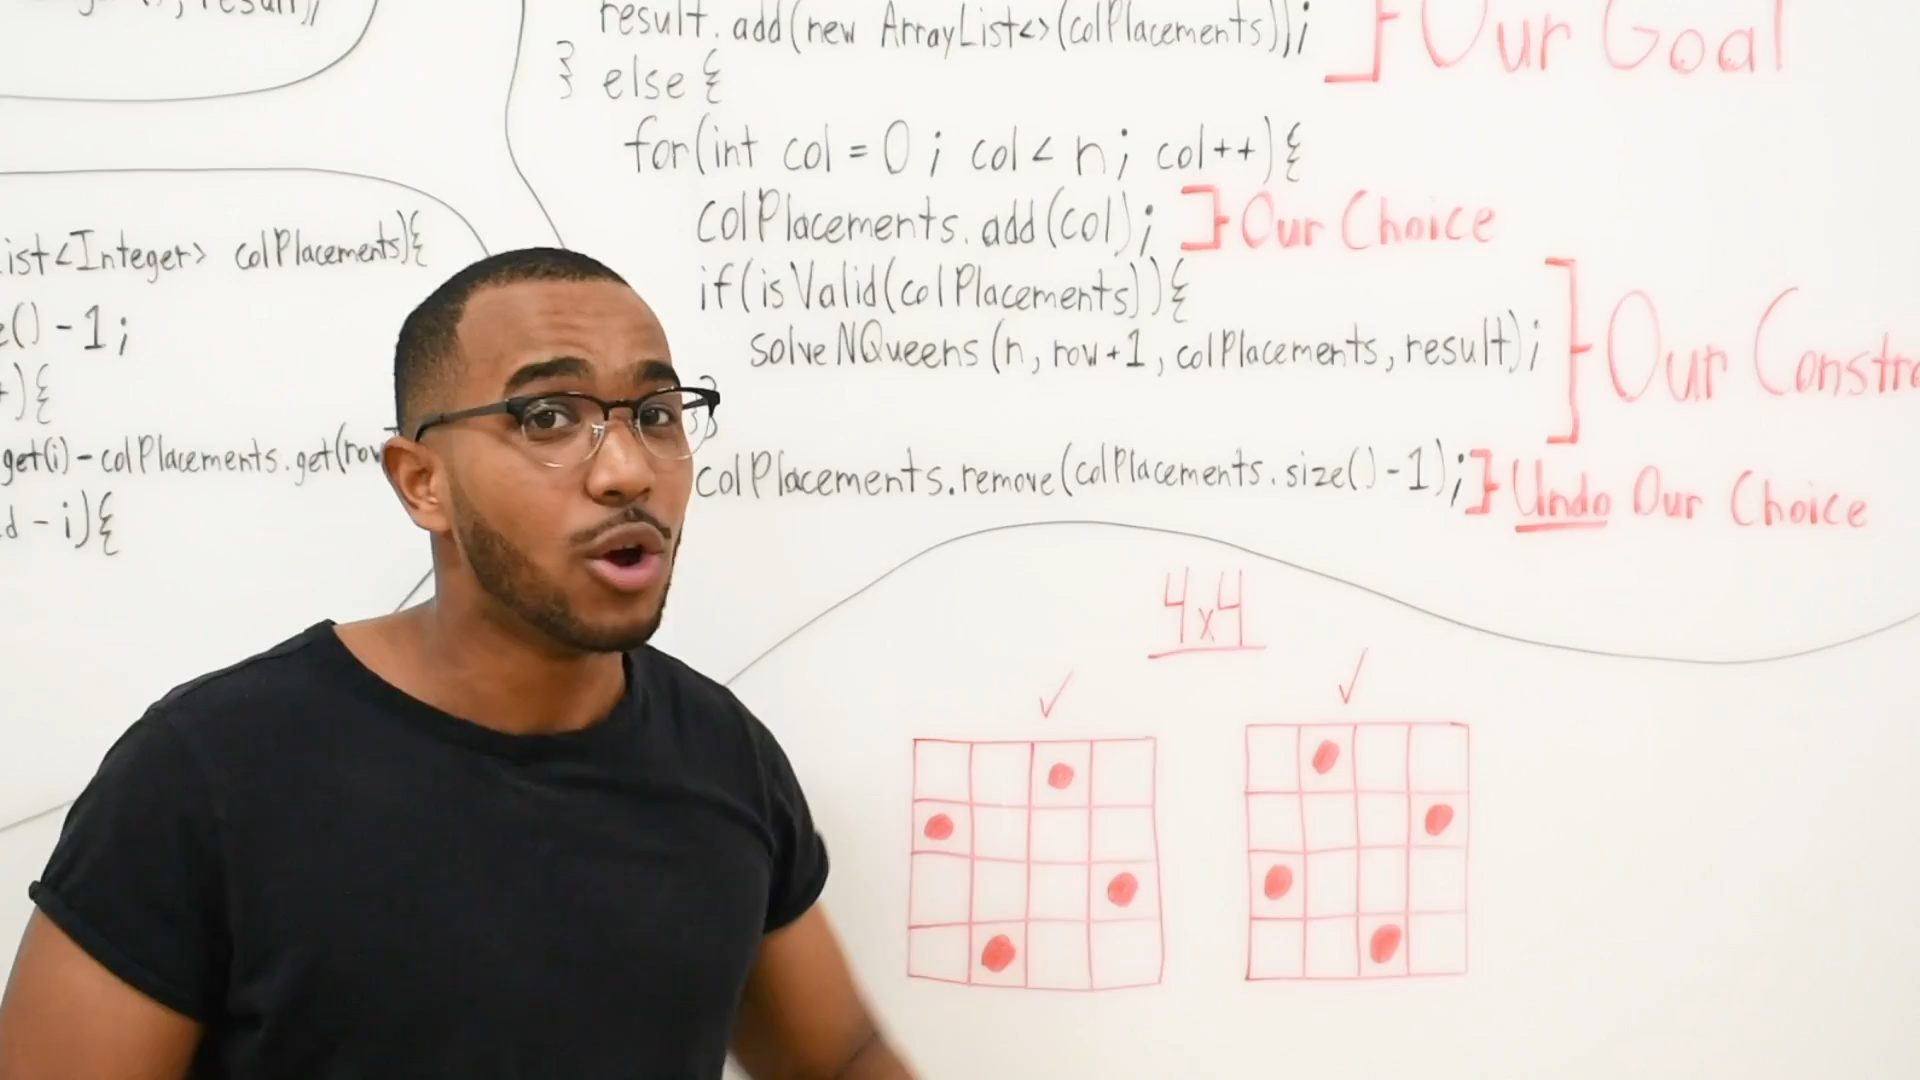 result);
result.add(new ArrayList<>(colPlacements));
} else {
for(int col = 0; col < n; col++){
colPlacements.add(col);
if(isValid(colPlacements)){
solveNQueens(n, row+1, colPlacements, result);
}
colPlacements.remove(colPlacements.size()-1);
} Our Goal
} Our Choice
} Our
} Undo Our Choice
ist<Integer> colPlacements){
() - 1;
){
get(i) - colPlacements.get(row
d - i){
4x4